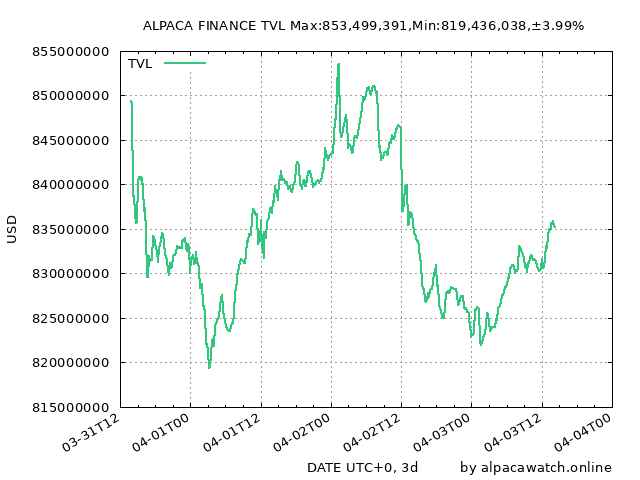 ALPACA FINANCE TVL Max:853,499,391,Min:819,436,038,±3.99%
TVL
855000000
850000000
845000000
840000000
835000000
830000000
825000000
820000000
815000000
USD
03-31T12
04-01T00
04-01T12
04-02T00
04-02T12
04-03T00
04-03T12
04-04T00
DATE UTC+0, 3d
by alpacawatch.online